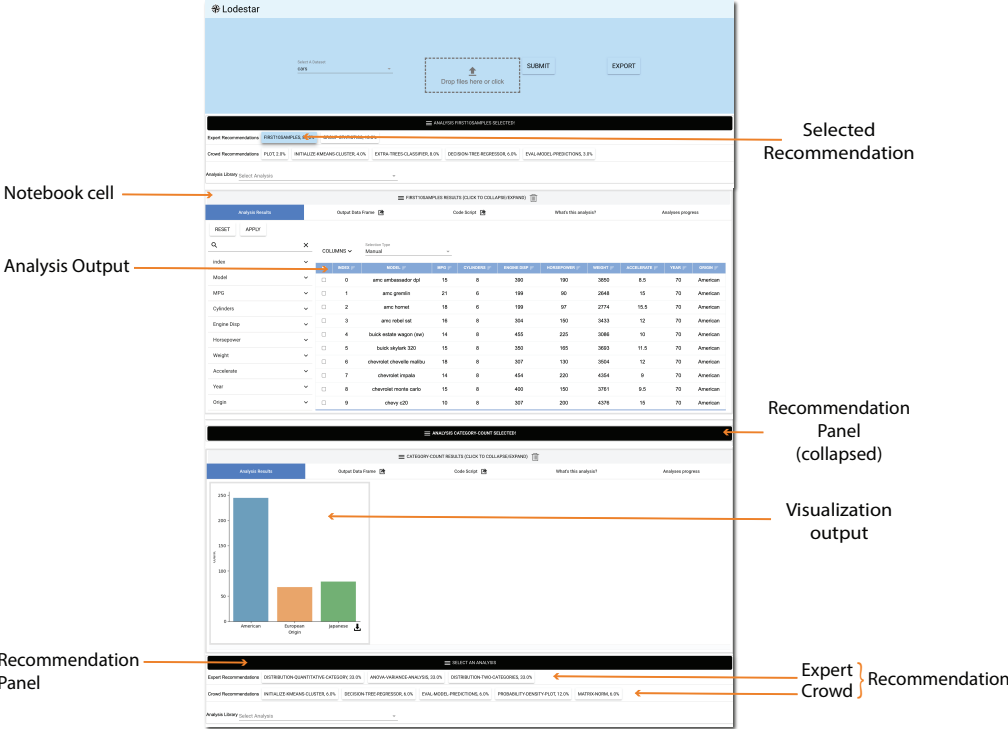 Lodestar
Select A Dataset
cars
Drop files here or click
SUBMIT
EXPORT
ANALYSIS FIRST10SAMPLES SELECTED!
Expert Recommendations
Crowd Recommendations PLOT, 2.0% INITIALIZE-KMEANS-CLUSTER, 4.0% EXTRA-TREES-CLASSIFIER, 8.0% DECISION-TREE-REGRESSOR, 6.0% EVAL-MODEL-PREDICTIONS, 3.0%
Analysis Library Select Analysis
Selected
Recommendation
Notebook cell
FIRST10SAMPLES RESULTS (CLICK TO COLLAPSE/EXPAND)
Analysis Results Output Data Frame Code Script What's this analysis? Analyses progress
RESET APPLY
COLUMNS
Selection Type
Manual
Analysis Output
Index
Model
MPG
Cylinders
Engine Disp
Horsepower
Weight
Accelerate
Year
Origin
INDEX MODEL MPG CYLINDERS ENGINE DISP HORSEPOWER WEIGHT ACCELERATE YEAR ORIGIN
0 amc ambassador dpl 15 8 390 190 3850 8.5 70 American
1 amc gremlin 21 6 199 90 2648 15 70 American
2 amc hornet 18 6 199 97 2774 15.5 70 American
3 amc rebel sst 16 8 304 150 3433 12 70 American
4 buick estate wagon (sw) 14 8 455 225 3086 10 70 American
5 buick skylark 320 15 8 350 165 3693 11.5 70 American
6 chevrolet chevelle malibu 18 8 307 130 3504 12 70 American
7 chevrolet impala 14 8 454 220 4354 9 70 American
8 chevrolet monte carlo 15 8 400 150 3761 9.5 70 American
9 chevy c20 10 8 307 200 4376 15 70 American
Recommendation
Panel
(collapsed)
ANALYSIS CATEGORY-COUNT SELECTED!
CATEGORY-COUNT RESULTS (CLICK TO COLLAPSE/EXPAND)
Analysis Results Output Data Frame Code Script What's this analysis? Analyses progress
Visualization
output
250
200
150
100
50
0
American European Japanese
Origin
Recommendation
Panel
SELECT AN ANALYSIS
Expert Recommendations DISTRIBUTION-QUANTITATIVE-CATEGORY, 33.0% ANOVA-VARIANCE-ANALYSIS, 33.0% DISTRIBUTION-TWO-CATEGORIES, 33.0%
Crowd Recommendations INITIALIZE-KMEANS-CLUSTER, 6.0% DECISION-TREE-REGRESSOR, 6.0% EVAL-MODEL-PREDICTIONS, 6.0% PROBABILITY-DENSITY-PLOT, 12.0% MATRIX-NORM, 6.0%
Analysis Library Select Analysis
Expert
Crowd
Recommendation